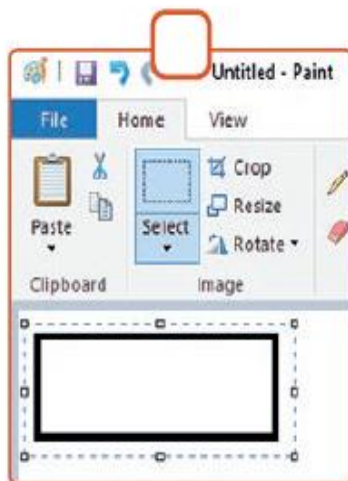 Untitled - Paint
File Home View
Crop
Resize
Paste Select Rotate
Clipboard Image